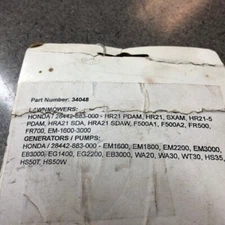 Part Number: 34048
LAWNMOWERS:
HONDA / 28442-883-000 - HR21 PDAM, HR21, SXAM, HR21-5
PDAM, HRA21 SDA, HRA21 SDAW, F500A1, F500A2, FR500,
FR700, EM-1600-3000
GENERATORS / PUMPS:
HONDA / 28442-883-000 - EM1600, EM1800, EM2200, EM3000,
EB3000, EG1400, EG2200, EB3000, WA20, WA30, WT30, HS35,
HS50T, HS50W